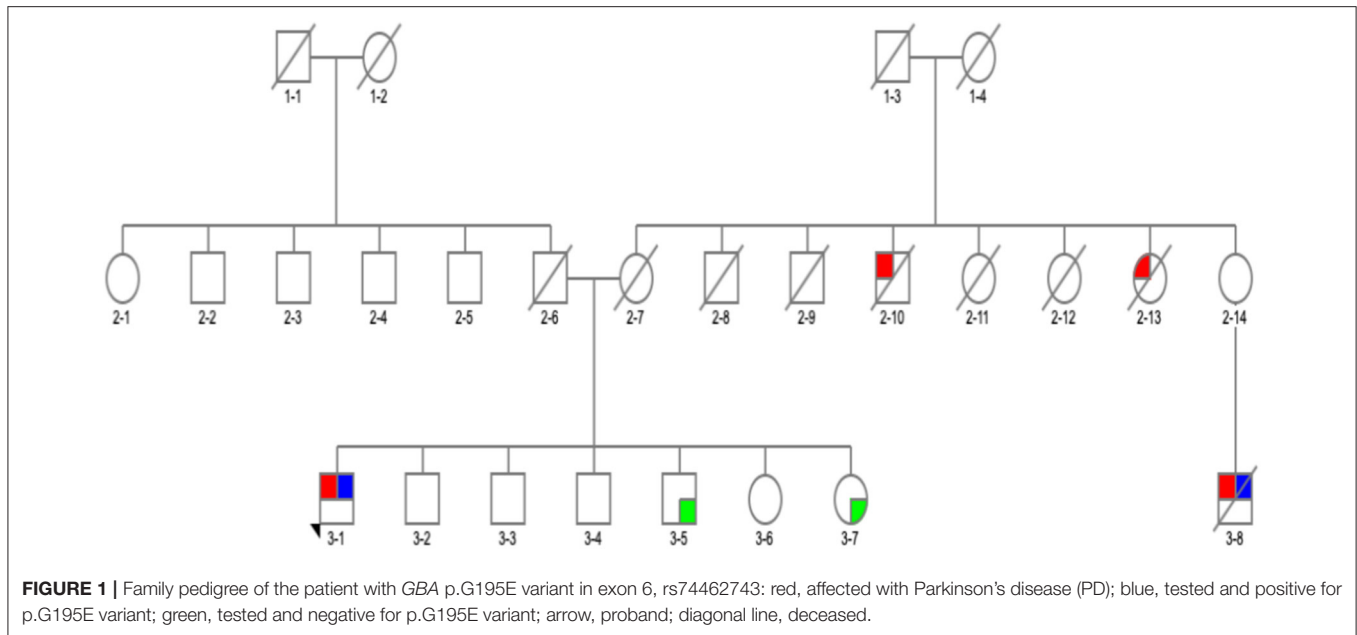 1-1 1-2 1-3 1-4
2-1 2-2 2-3 2-4 2-5 2-6 2-7 2-8 2-9 2-10 2-11 2-12 2-13 2-14
3-1 3-2 3-3 3-4 3-5 3-6 3-7 3-8
FIGURE 1 | Family pedigree of the patient with GBA p.G195E variant in exon 6, rs74462743: red, affected with Parkinson's disease (PD); blue, tested and positive for
p.G195E variant; green, tested and negative for p.G195E variant; arrow, proband; diagonal line, deceased.